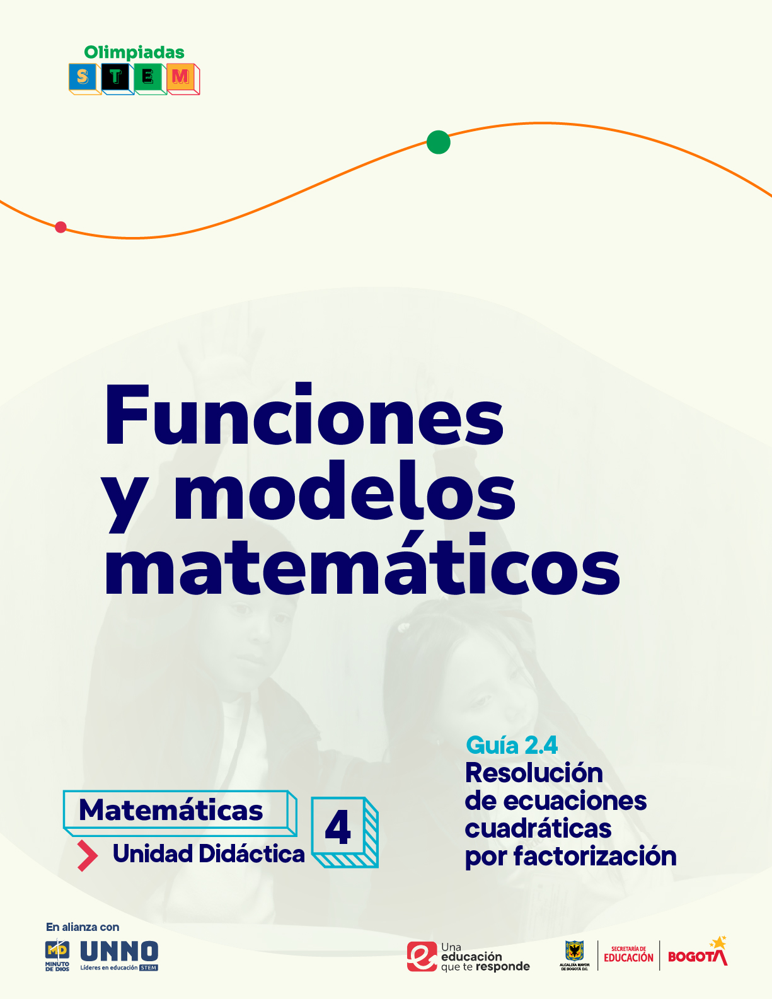 Olimpiadas
STEM
Funciones
y modelos
matemáticos
Guía 2.4
Resolución
de ecuaciones
cuadráticas
por factorización
Matemáticas
Unidad Didáctica
4
En alianza con
MD
MINUTO
DE DIOS
UNNO
Líderes en educación STEM
e
Una
educación
que te responde
ALCALDÍA MAYOR
DE BOGOTÁ D.C.
SECRETARÍA DE
EDUCACIÓN
BOGOTÁ